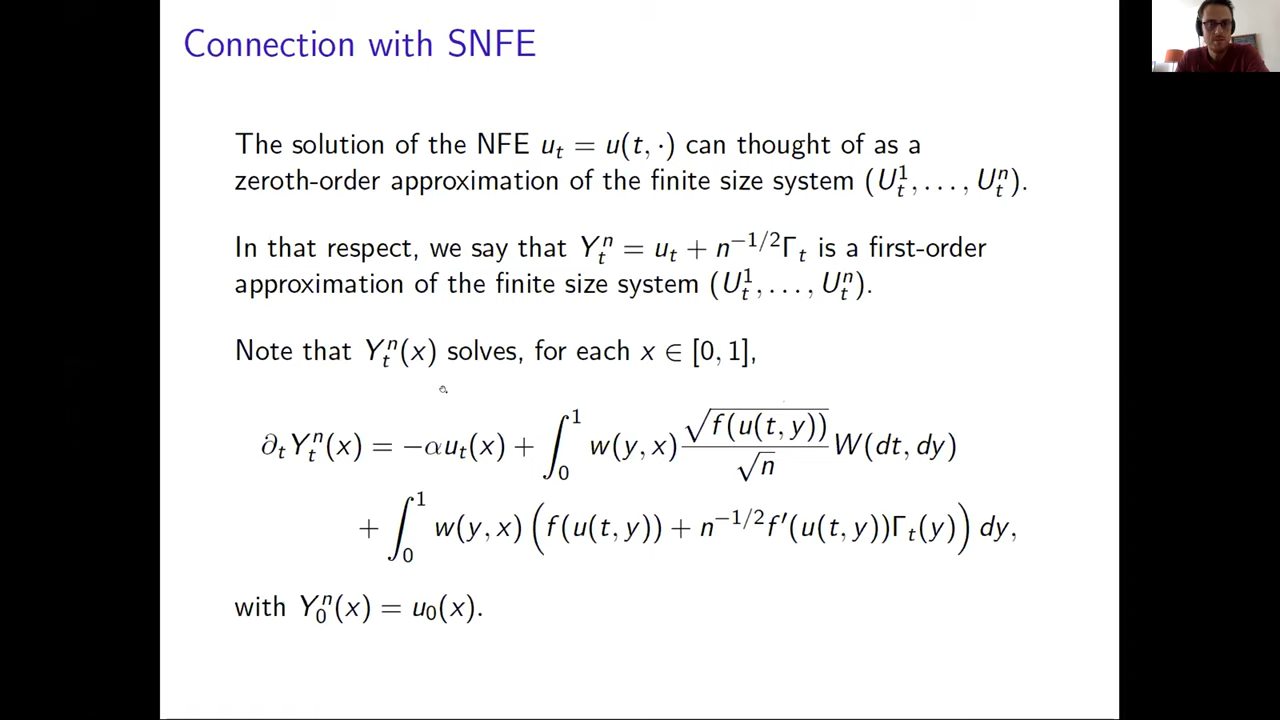 Connection with SNFE
The solution of the NFE u_t = u(t, ·) can thought of as a
zeroth-order approximation of the finite size system (U_t^1, . . . , U_t^n).
In that respect, we say that Y_t^n = u_t + n^{−1/2}Γ_t is a first-order
approximation of the finite size system (U_t^1, . . . , U_t^n).
Note that Y_t^n(x) solves, for each x ∈ [0, 1],
∂_t Y_t^n(x) = −αu_t(x) + ∫_0^1 w(y, x) √f(u(t, y)) / √n W(dt, dy)
+ ∫_0^1 w(y, x) (f(u(t, y)) + n^{−1/2}f′(u(t, y))Γ_t(y)) dy,
with Y_0^n(x) = u_0(x).